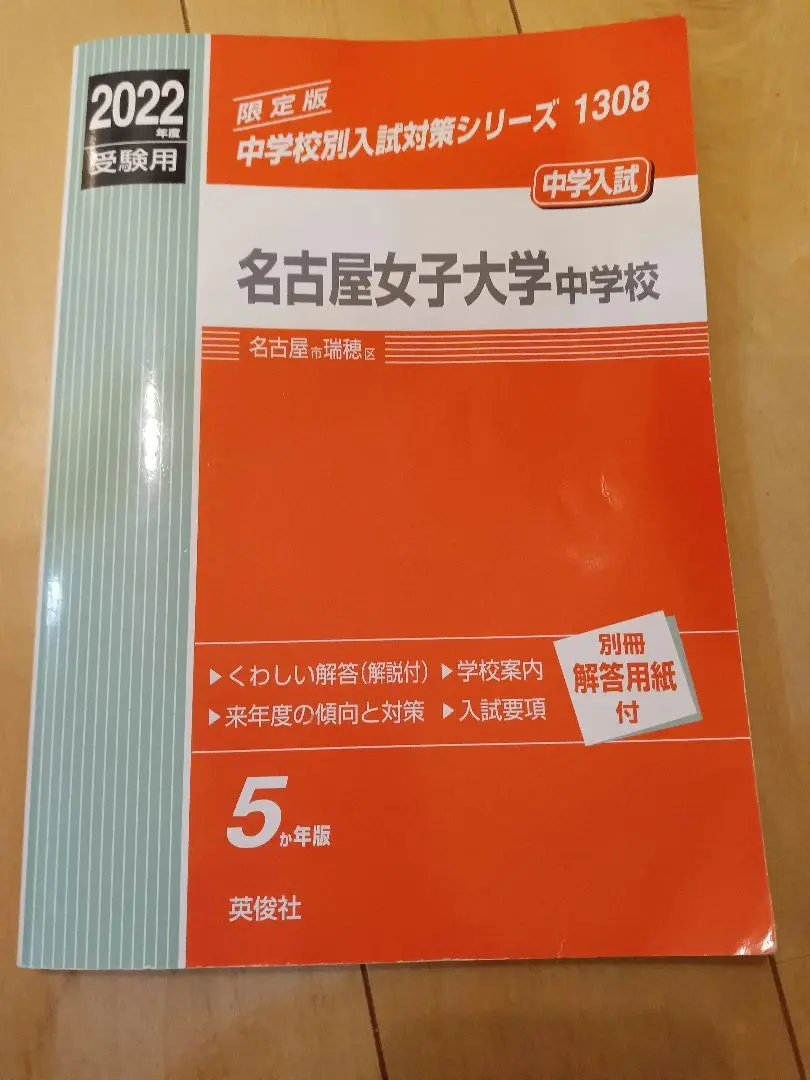 2022
年度
受験用
限定版
中学校別入試対策シリーズ 1308
中学入試
名古屋女子大学中学校
名古屋市瑞穂区
▶くわしい解答(解説付) ▶学校案内
▶来年度の傾向と対策 ▶入試要項
別冊
解答用紙
付
5か年版
英俊社